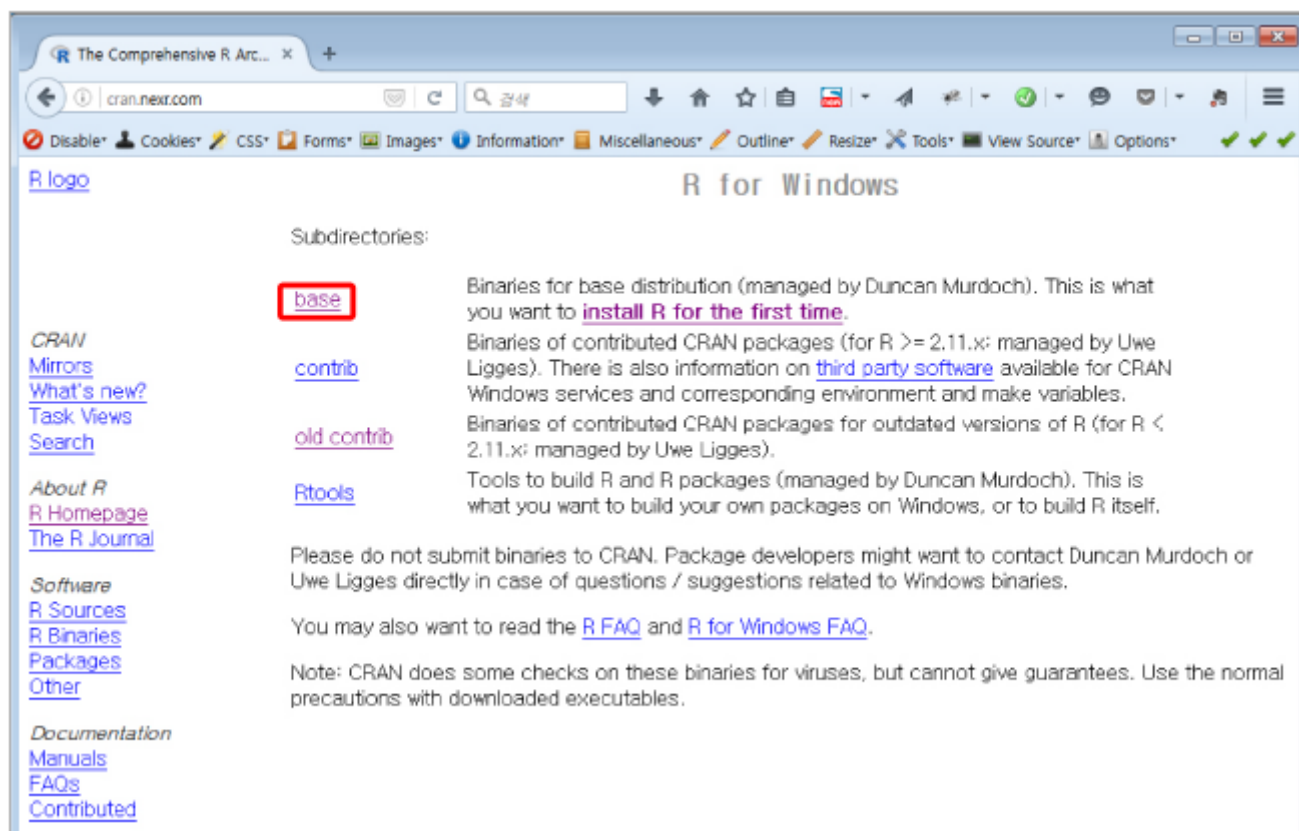 The Comprehensive R Arc...
cran.nexr.com
검색
Disable
Cookies
CSS
Forms
Images
Information
Miscellaneous
Outline
Resize
Tools
View Source
Options
R logo
CRAN
Mirrors
What's new?
Task Views
Search
About R
R Homepage
The R Journal
Software
R Sources
R Binaries
Packages
Other
Documentation
Manuals
FAQs
Contributed
R for Windows
Subdirectories:
base
Binaries for base distribution (managed by Duncan Murdoch). This is what
you want to install R for the first time.
contrib
Binaries of contributed CRAN packages (for R >= 2.11.x; managed by Uwe
Ligges). There is also information on third party software available for CRAN
Windows services and corresponding environment and make variables.
old contrib
Binaries of contributed CRAN packages for outdated versions of R (for R <
2.11.x; managed by Uwe Ligges).
Rtools
Tools to build R and R packages (managed by Duncan Murdoch). This is
what you want to build your own packages on Windows, or to build R itself.
Please do not submit binaries to CRAN. Package developers might want to contact Duncan Murdoch or
Uwe Ligges directly in case of questions / suggestions related to Windows binaries.
You may also want to read the R FAQ and R for Windows FAQ.
Note: CRAN does some checks on these binaries for viruses, but cannot give guarantees. Use the normal
precautions with downloaded executables.